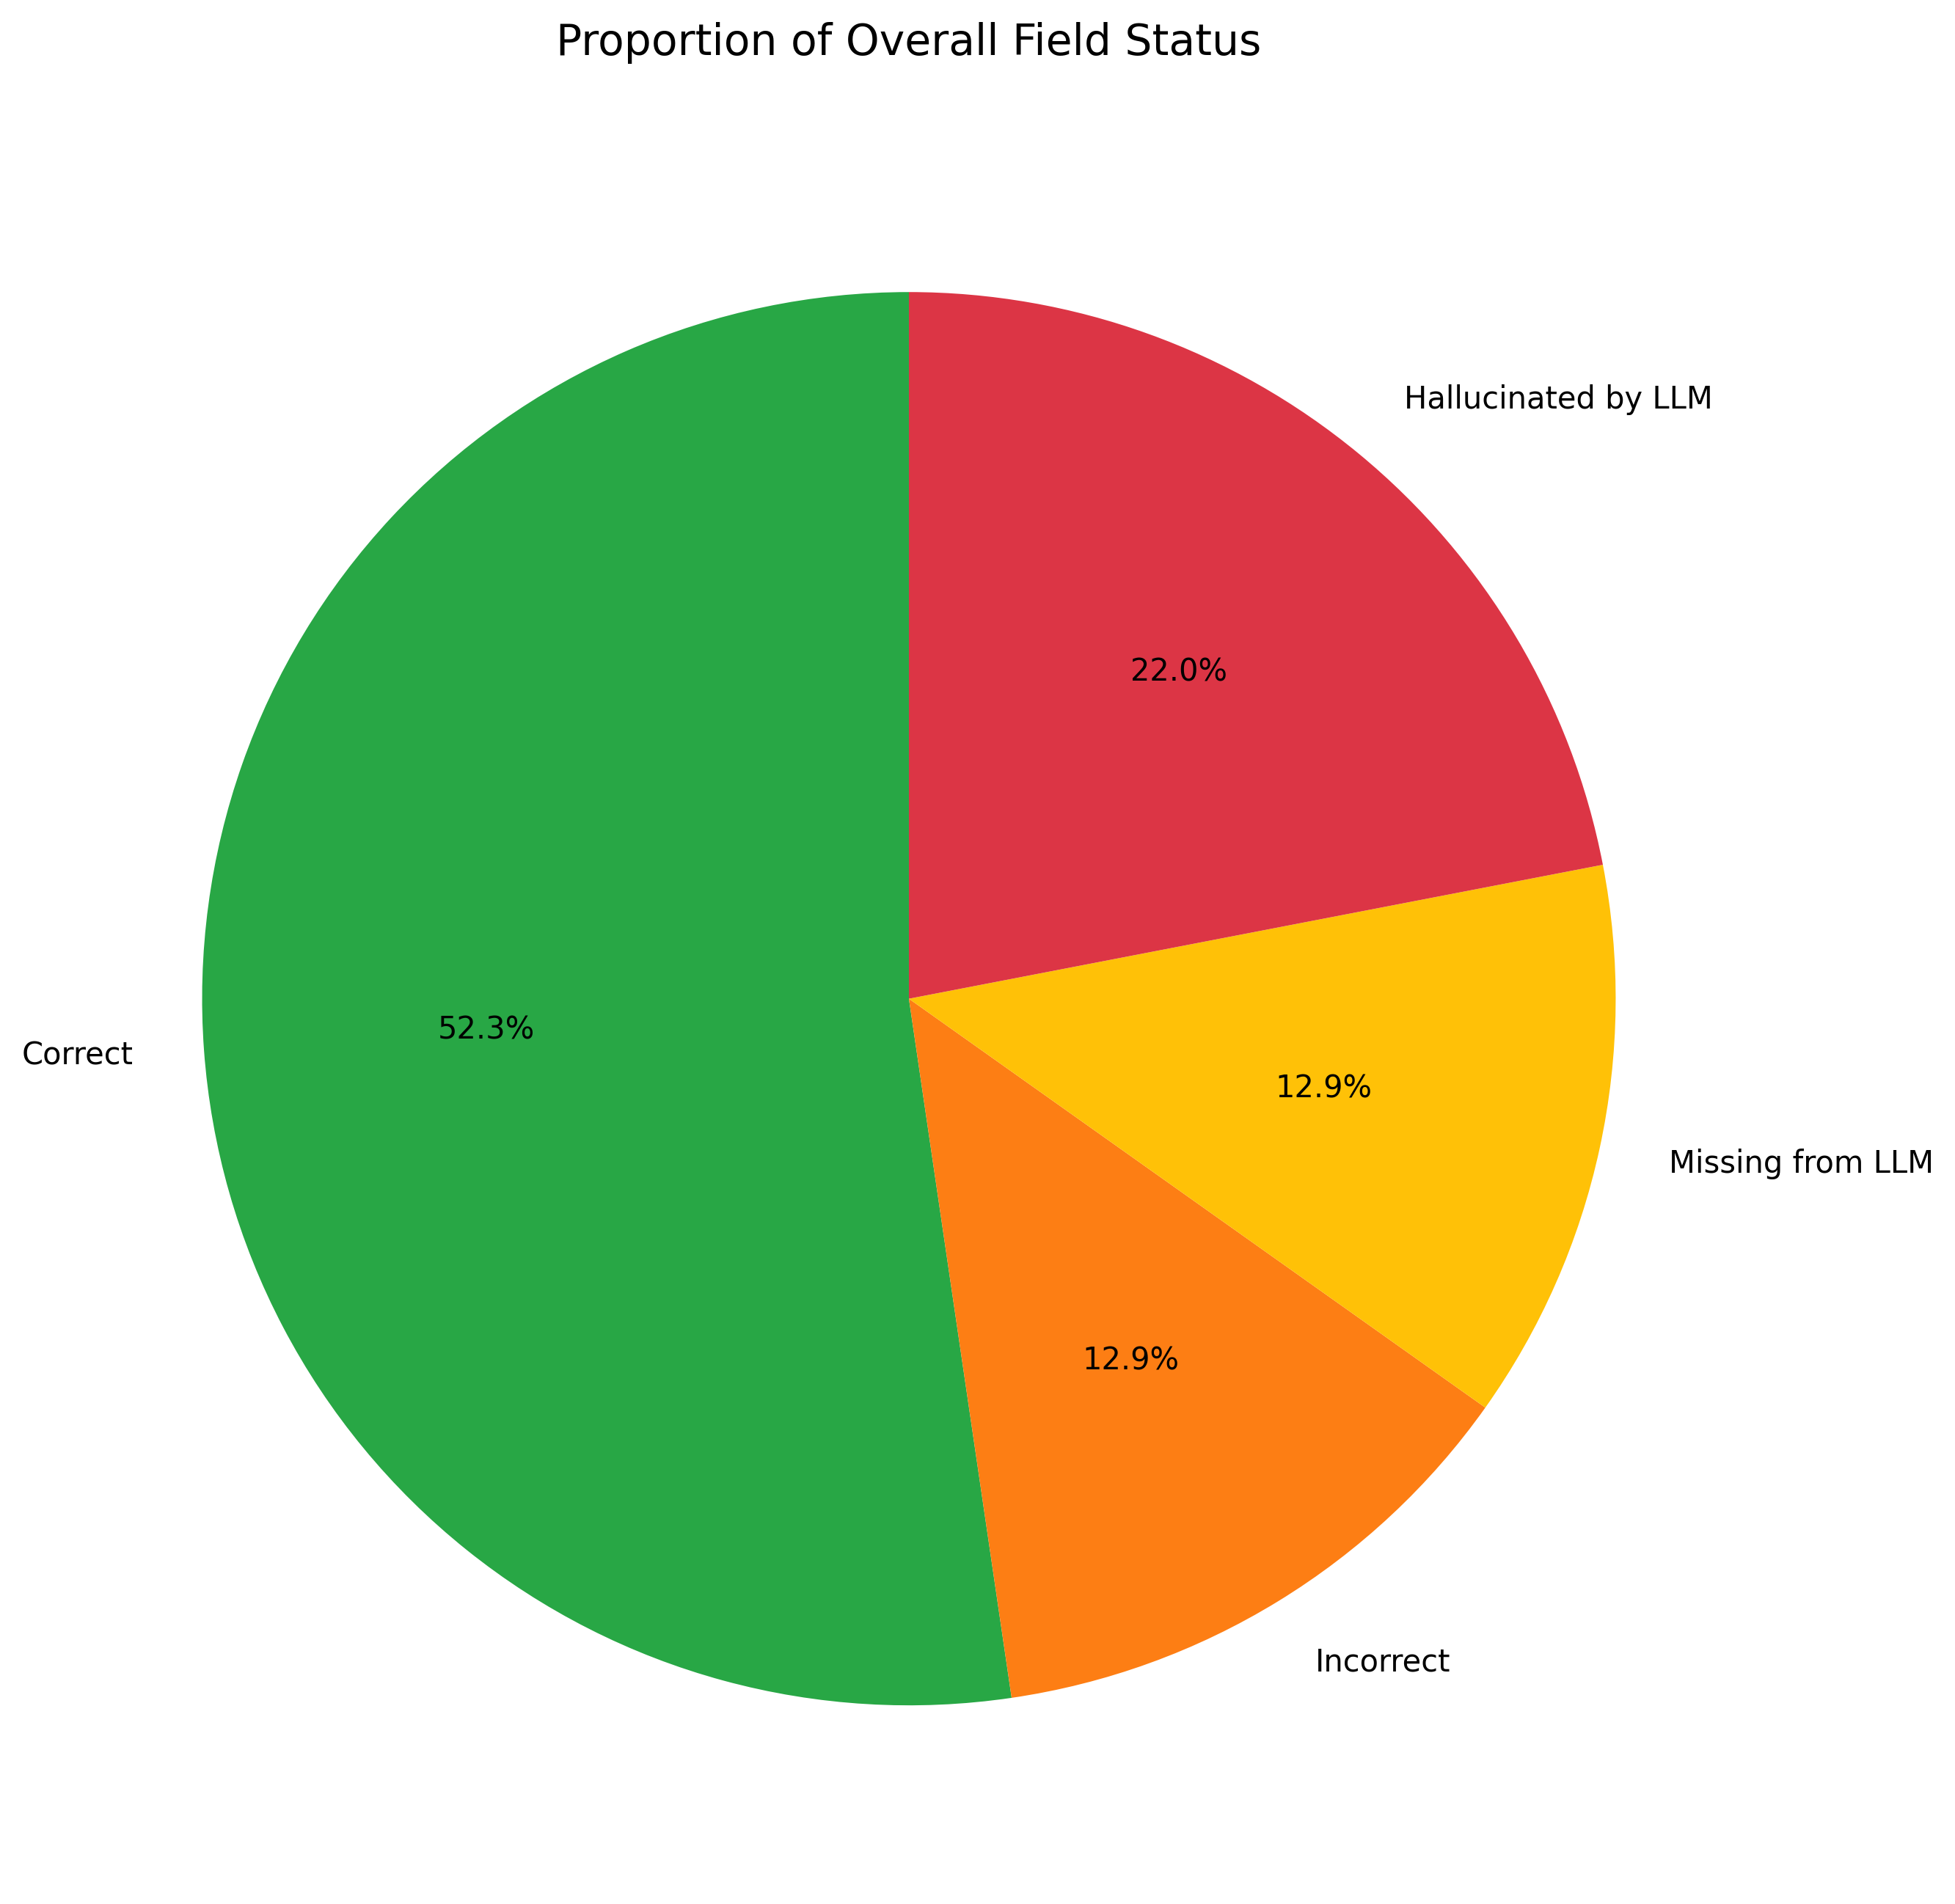 Proportion of Overall Field Status
Hallucinated by LLM
22.0%
52.3%
Correct
12.9%
Missing from LLM
12.9%
Incorrect